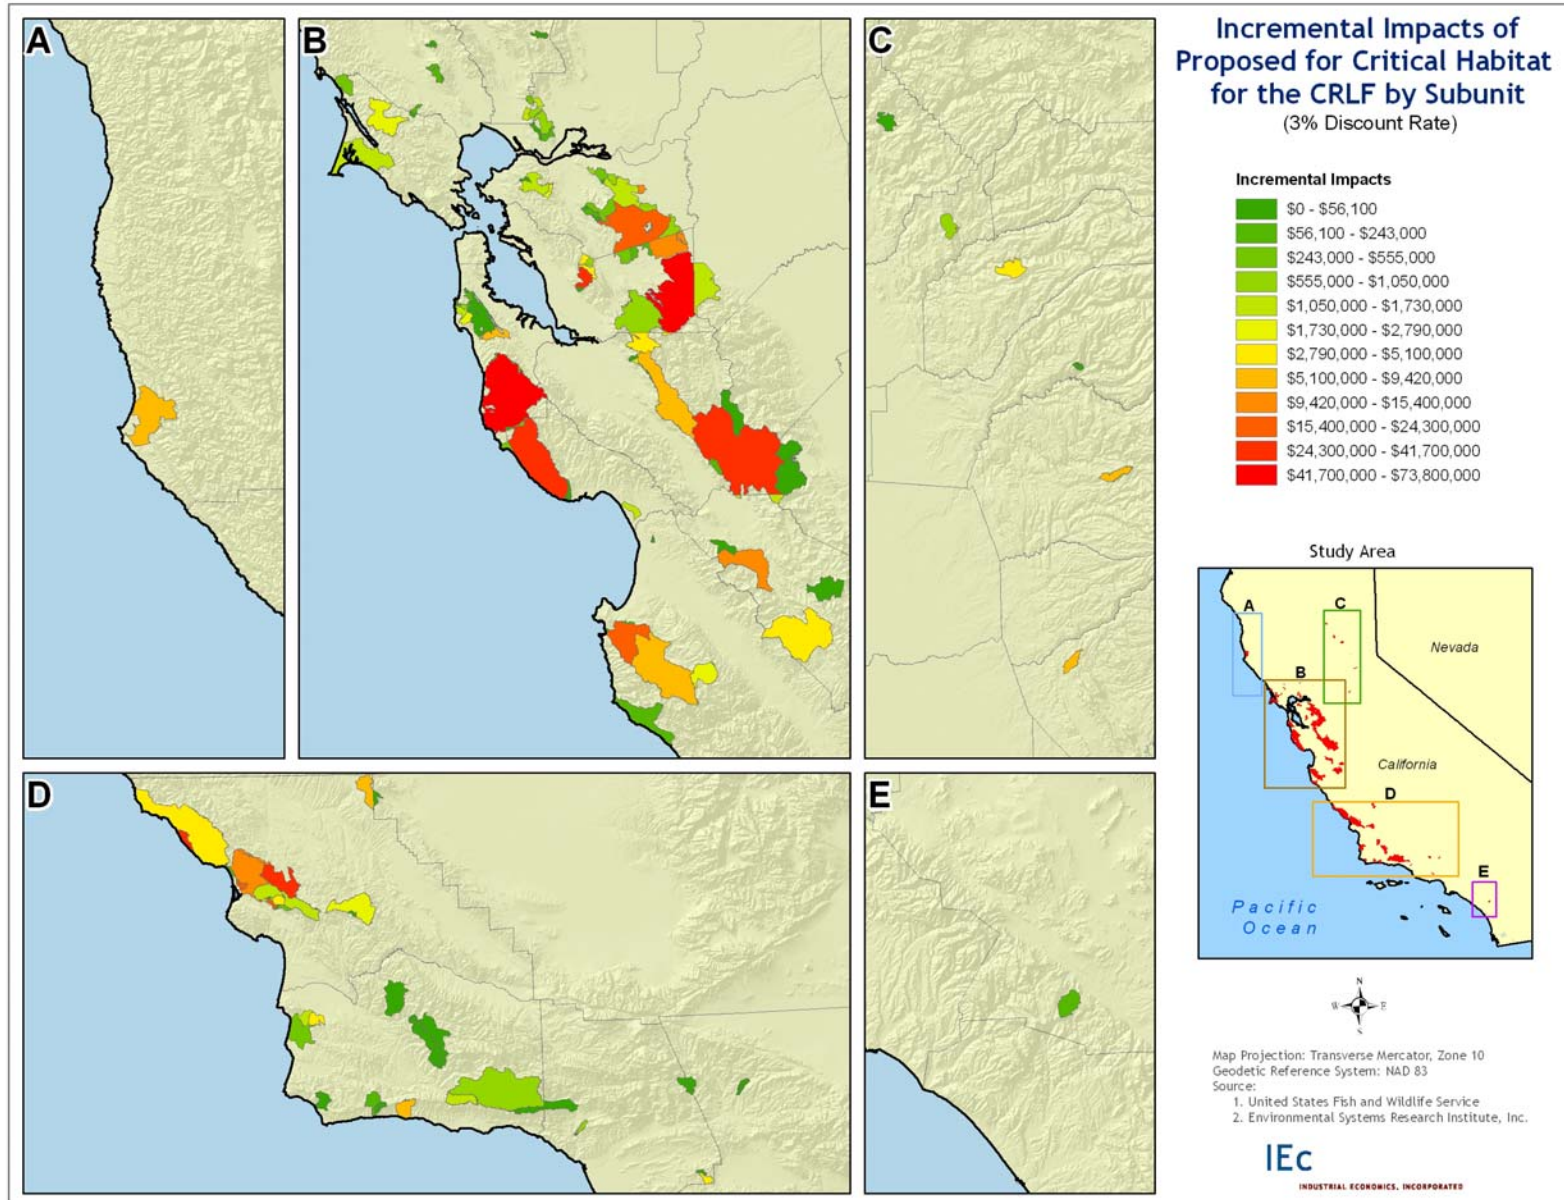 A
B
C
D
E
Incremental Impacts of
Proposed for Critical Habitat
for the CRLF by Subunit
(3% Discount Rate)
Incremental Impacts
$0 - $56,100
$56,100 - $243,000
$243,000 - $555,000
$555,000 - $1,050,000
$1,050,000 - $1,730,000
$1,730,000 - $2,790,000
$2,790,000 - $5,100,000
$5,100,000 - $9,420,000
$9,420,000 - $15,400,000
$15,400,000 - $24,300,000
$24,300,000 - $41,700,000
$41,700,000 - $73,800,000
Study Area
A
C
Nevada
B
California
D
E
Pacific
Ocean
N
W E
S
Map Projection: Transverse Mercator, Zone 10
Geodetic Reference System: NAD 83
Source:
1. United States Fish and Wildlife Service
2. Environmental Systems Research Institute, Inc.
IEc
INDUSTRIAL ECONOMICS, INCORPORATED